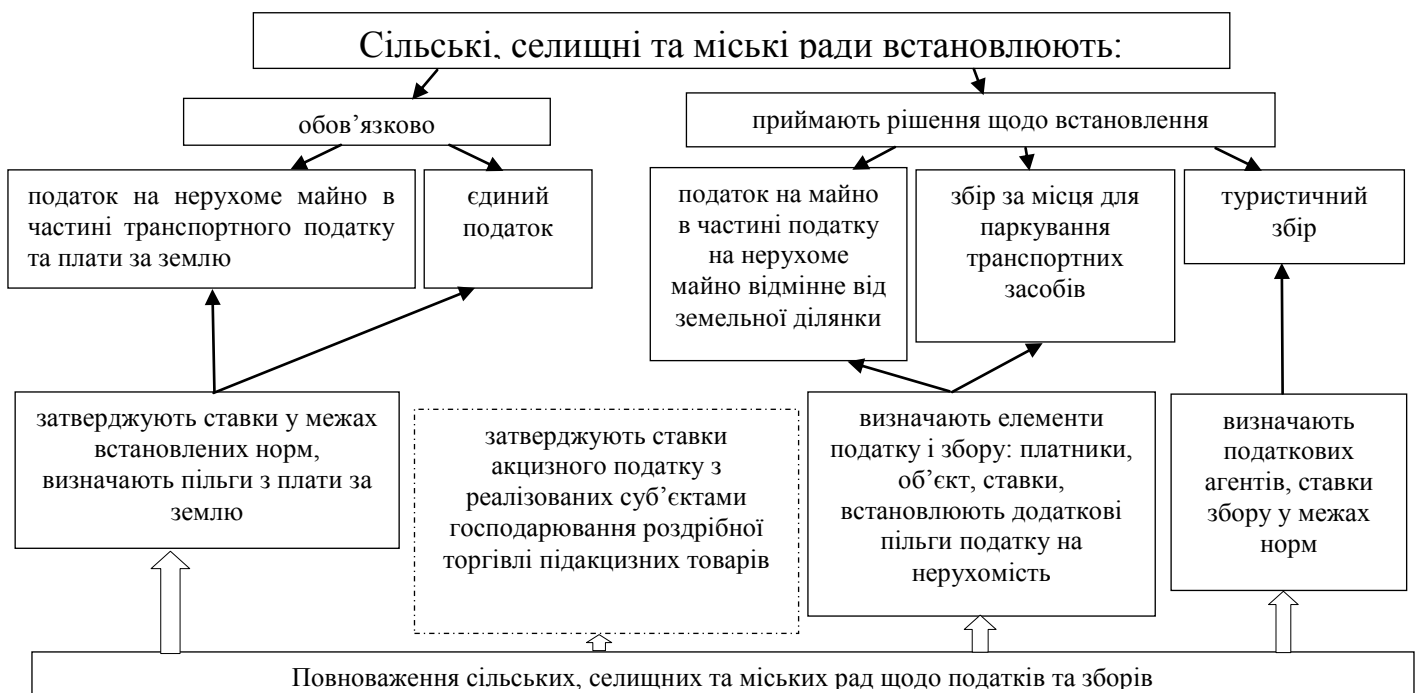 Сільські, селищні та міські ради встановлюють:
обов’язково
приймають рішення щодо встановлення
податок на нерухоме майно в
частині транспортного податку
та плати за землю
єдиний
податок
податок на майно
в частині податку
на нерухоме
майно відмінне від
земельної ділянки
збір за місця для
паркування
транспортних
засобів
туристичний
збір
затверджують ставки у межах
встановлених норм,
визначають пільги з плати за
землю
затверджують ставки
акцизного податку з
реалізованих суб’єктами
господарювання роздрібної
торгівлі підакцизних товарів
визначають елементи
податку і збору: платники,
об’єкт, ставки,
встановлюють додаткові
пільги податку на
нерухомість
визначають
податкових
агентів, ставки
збору у межах
норм
Повноваження сільських, селищних та міських рад щодо податків та зборів